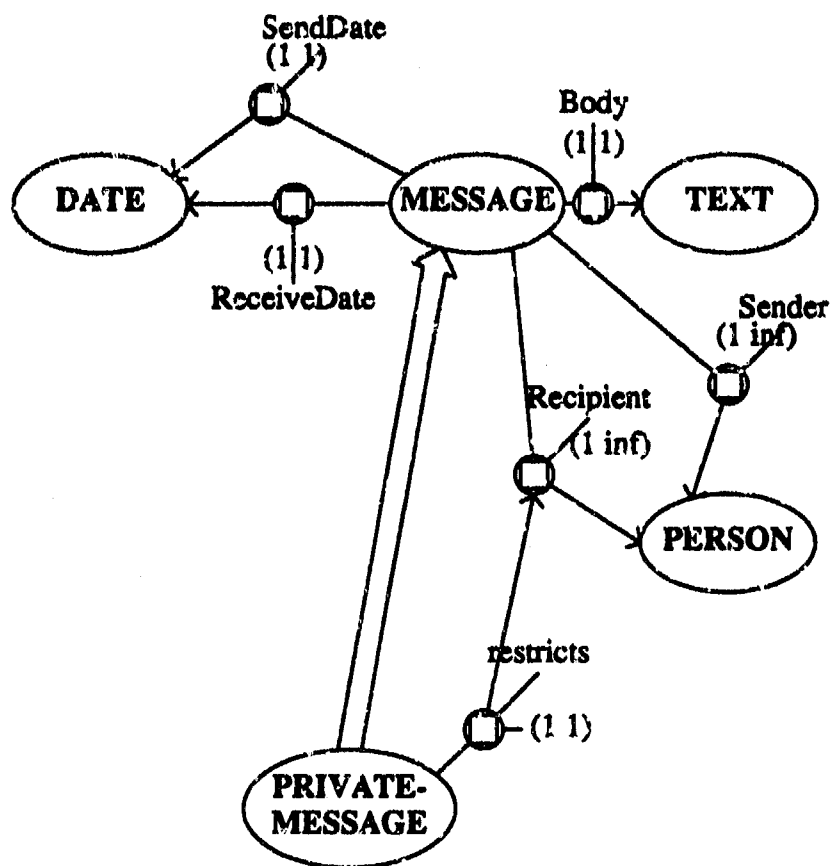 SendDate
(1 1)
Body
(1 1)
DATE
MESSAGE
TEXT
(1 1)
ReceiveDate
Sender
(1 inf)
Recipient
(1 inf)
PERSON
restricts
(1 1)
PRIVATE-
MESSAGE